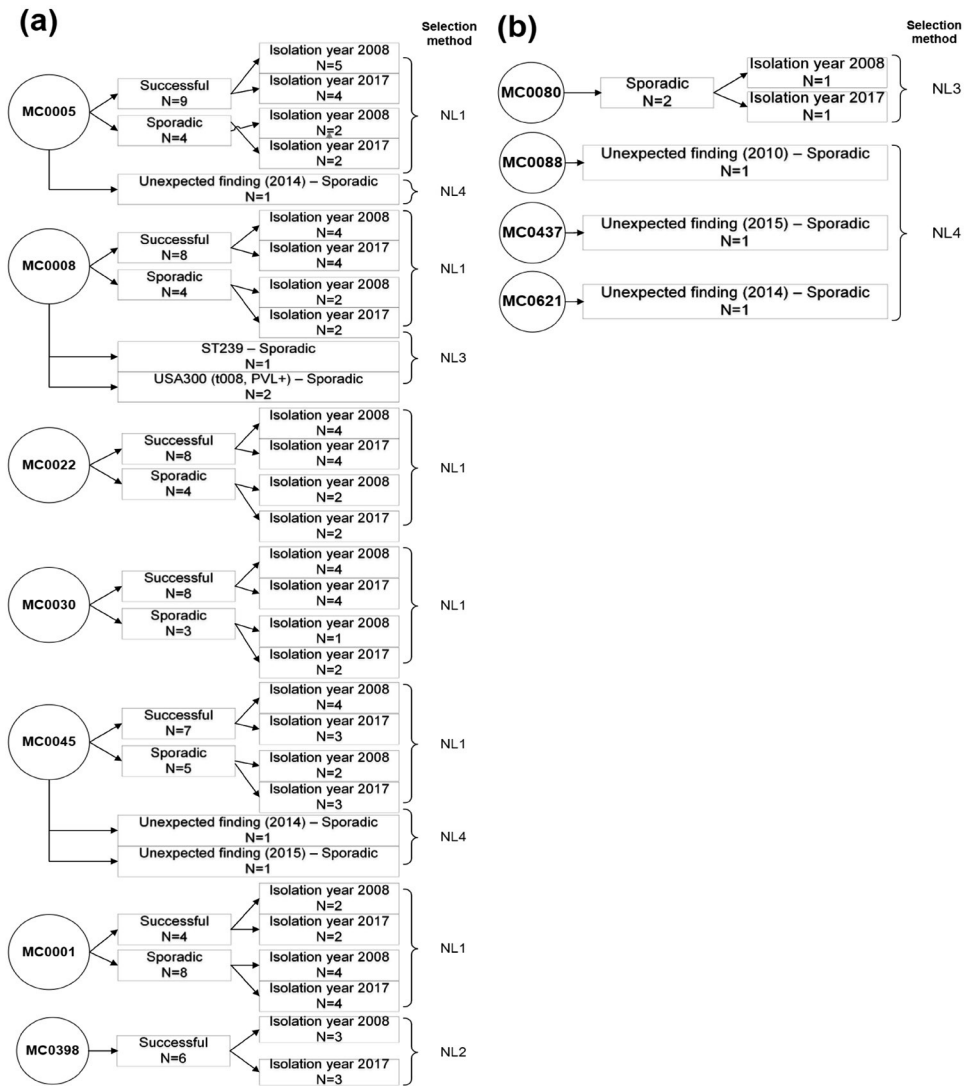 (a)
Selection
method
MC0005
Successful
N=9
Isolation year 2008
N=5
Isolation year 2017
N=4
Sporadic
N=4
Isolation year 2008
N=2
Isolation year 2017
N=2
NL1
Unexpected finding (2014) – Sporadic
N=1
NL4
MC0008
Successful
N=8
Isolation year 2008
N=4
Isolation year 2017
N=4
Sporadic
N=4
Isolation year 2008
N=2
Isolation year 2017
N=2
NL1
ST239 – Sporadic
N=1
USA300 (t008, PVL+) – Sporadic
N=2
NL3
MC0022
Successful
N=8
Isolation year 2008
N=4
Isolation year 2017
N=4
Sporadic
N=4
Isolation year 2008
N=2
Isolation year 2017
N=2
NL1
MC0030
Successful
N=8
Isolation year 2008
N=4
Isolation year 2017
N=4
Sporadic
N=3
Isolation year 2008
N=1
Isolation year 2017
N=2
NL1
MC0045
Successful
N=7
Isolation year 2008
N=4
Isolation year 2017
N=3
Sporadic
N=5
Isolation year 2008
N=2
Isolation year 2017
N=3
NL1
Unexpected finding (2014) – Sporadic
N=1
Unexpected finding (2015) – Sporadic
N=1
NL4
MC0001
Successful
N=4
Isolation year 2008
N=2
Isolation year 2017
N=2
Sporadic
N=8
Isolation year 2008
N=4
Isolation year 2017
N=4
NL1
MC0398
Successful
N=6
Isolation year 2008
N=3
Isolation year 2017
N=3
NL2
(b)
Selection
method
MC0080
Sporadic
N=2
Isolation year 2008
N=1
Isolation year 2017
N=1
NL3
MC0088
Unexpected finding (2010) – Sporadic
N=1
MC0437
Unexpected finding (2015) – Sporadic
N=1
MC0621
Unexpected finding (2014) – Sporadic
N=1
NL4